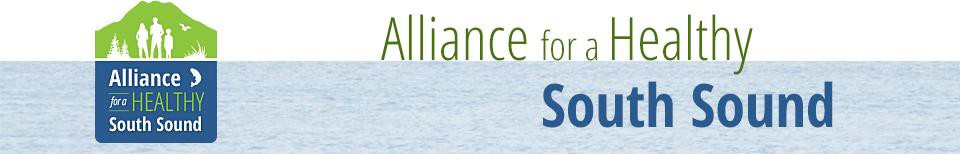 Alliance
for a HEALTHY
South Sound
Alliance for a Healthy
South Sound